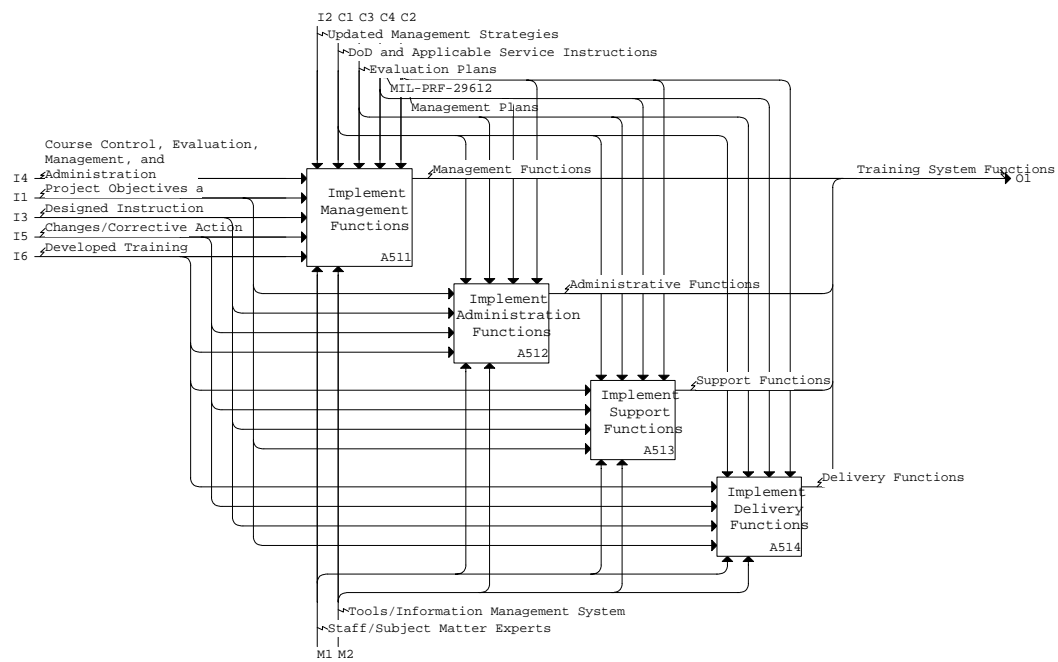 I2 C1 C3 C4 C2
Updated Management Strategies
DoD and Applicable Service Instructions
Evaluation Plans
MIL-PRF-29612
Management Plans
Course Control, Evaluation,
Management, and
Administration
I4
Project Objectives a
I1
Designed Instruction
I3
Changes/Corrective Action
I5
Developed Training
I6
Implement
Management
Functions
A511
Management Functions
Training System Functions
O1
Implement
Administration
Functions
A512
Administrative Functions
Implement
Support
Functions
A513
Support Functions
Implement
Delivery
Functions
A514
Delivery Functions
Tools/Information Management System
Staff/Subject Matter Experts
M1 M2